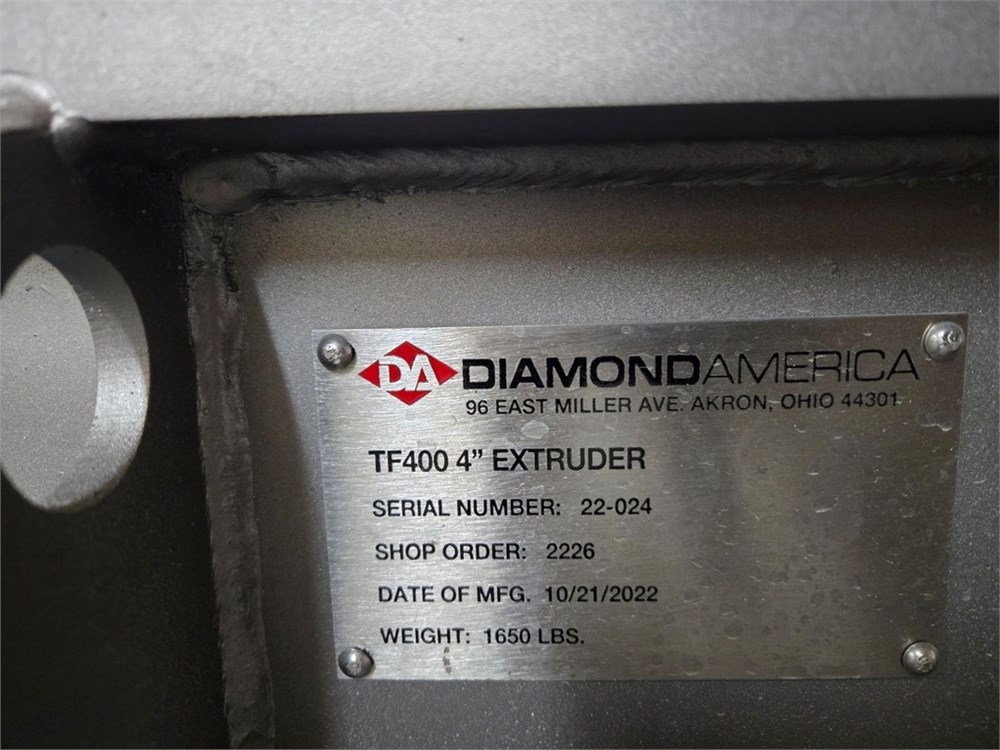 DA DIAMONDAMERICA
96 EAST MILLER AVE. AKRON, OHIO 44301
TF400 4” EXTRUDER
SERIAL NUMBER: 22-024
SHOP ORDER: 2226
DATE OF MFG. 10/21/2022
WEIGHT: 1650 LBS.